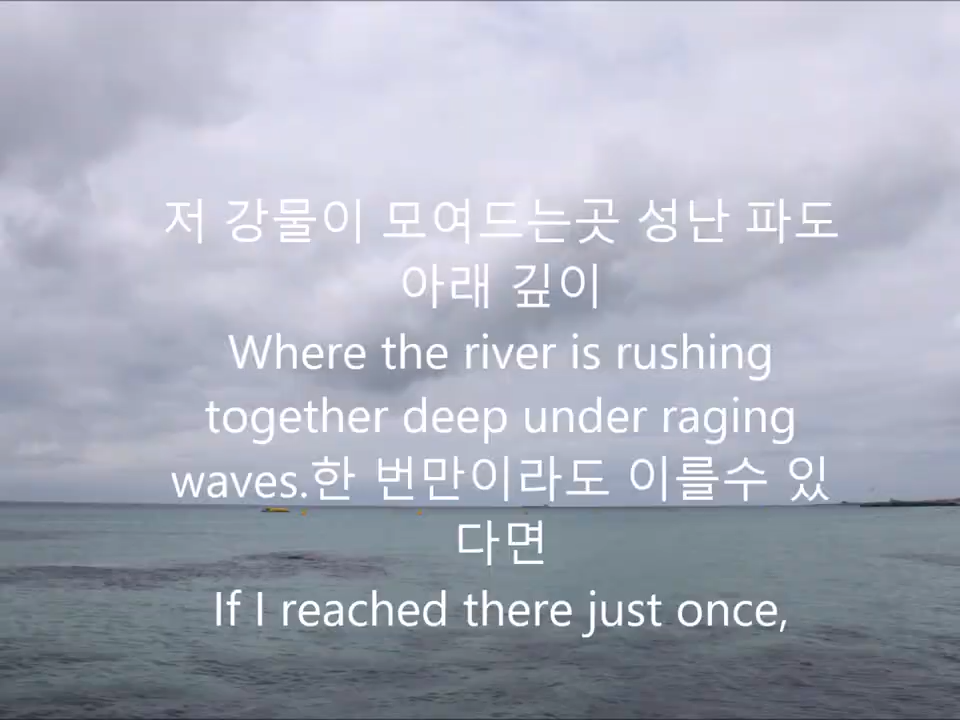 저 강물이 모여드는곳 성난 파도
아래 깊이
Where the river is rushing
together deep under raging
waves.한 번만이라도 이를수 있
다면
If I reached there just once,